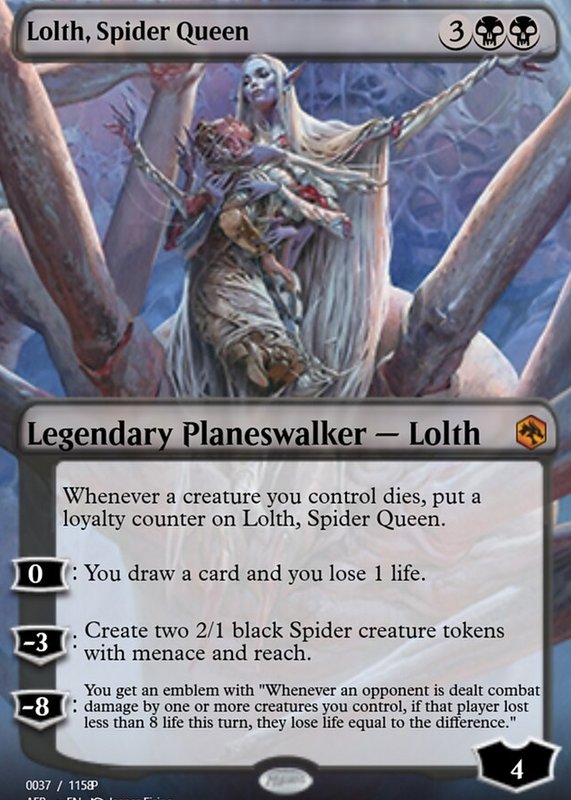 Lolth, Spider Queen 3
Legendary Planeswalker — Lolth
Whenever a creature you control dies, put a
loyalty counter on Lolth, Spider Queen.
0 : You draw a card and you lose 1 life.
-3 : Create two 2/1 black Spider creature tokens
with menace and reach.
-8 : You get an emblem with "Whenever an opponent is dealt combat
damage by one or more creatures you control, if that player lost
less than 8 life this turn, they lose life equal to the difference."
4
0037 / 1158P